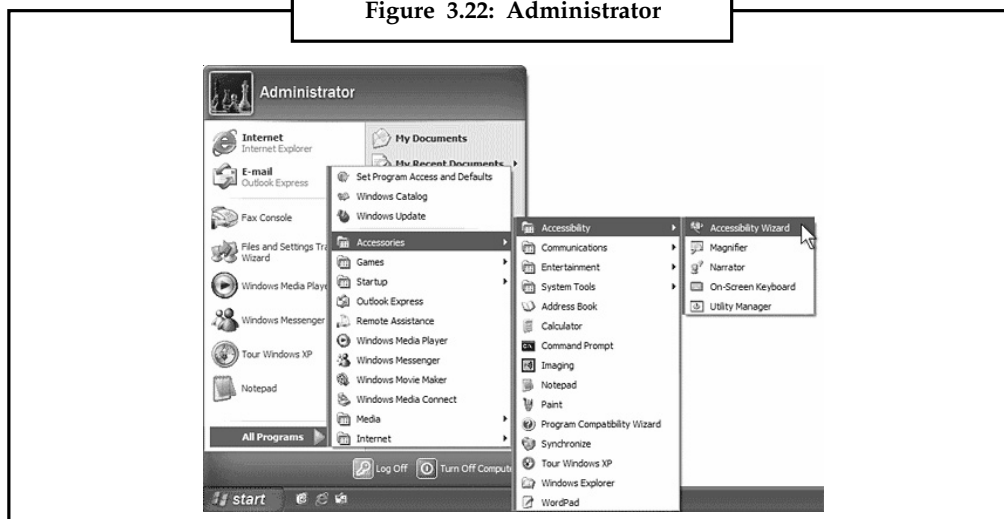 Figure 3.22: Administrator
Administrator
Internet
Internet Explorer
E-mail
Outlook Express
Fax Console
Files and Settings Tra
Wizard
Windows Media Playe
Windows Messenger
Tour Windows XP
Notepad
All Programs
My Documents
My Recent Documents
Set Program Access and Defaults
Windows Catalog
Windows Update
Accessories
Games
Startup
Outlook Express
Remote Assistance
Windows Media Player
Windows Messenger
Windows Movie Maker
Windows Media Connect
Media
Internet
Accessibility
Communications
Entertainment
System Tools
Address Book
Calculator
Command Prompt
Imaging
Notepad
Paint
Program Compatibility Wizard
Synchronize
Tour Windows XP
Windows Explorer
WordPad
Accessibility Wizard
Magnifier
Narrator
On-Screen Keyboard
Utility Manager
Log Off
Turn Off Compute
start